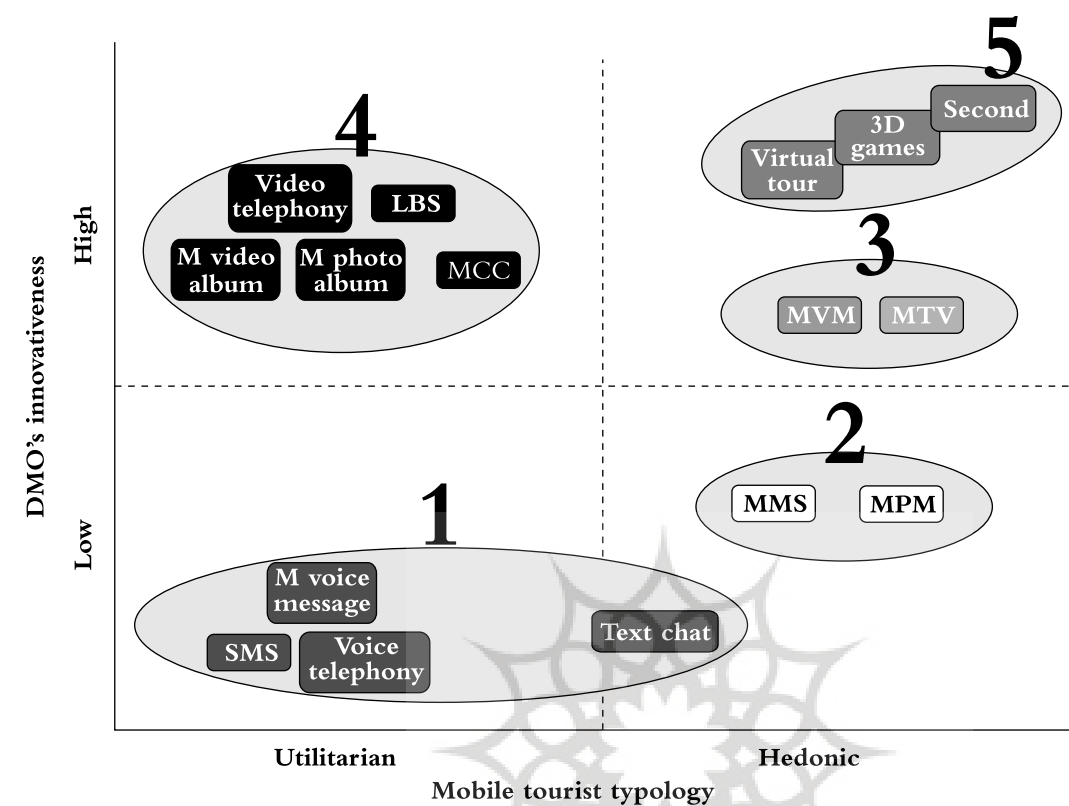 5
Second
3D
games
Virtual
tour
4
Video
telephony
LBS
M video
album
M photo
album
MCC
3
MVM
MTV
High
DMO’s innovativeness
Low
2
MMS
MPM
1
M voice
message
SMS
Voice
telephony
Text chat
Utilitarian
Hedonic
Mobile tourist typology